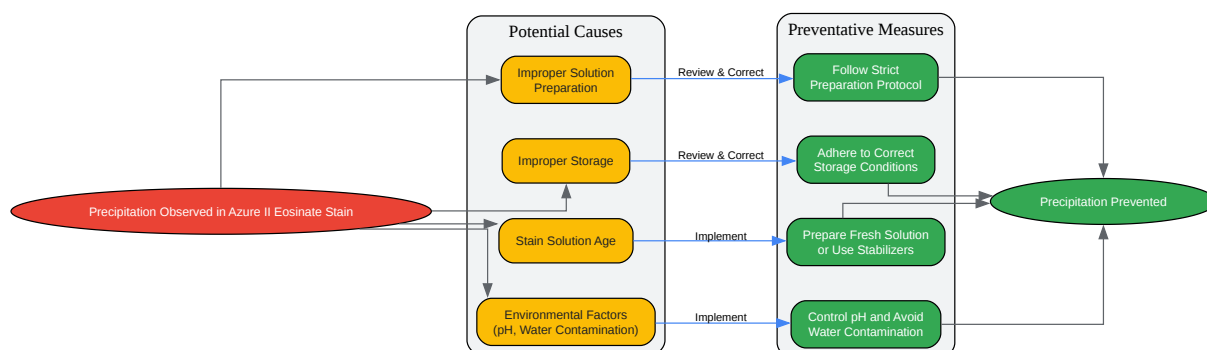 Potential Causes
Preventative Measures
Improper Solution
Preparation
Review & Correct
Follow Strict
Preparation Protocol
Improper Storage
Review & Correct
Adhere to Correct
Storage Conditions
Precipitation Observed in Azure II Eosinate Stain
Precipitation Prevented
Stain Solution Age
Implement
Prepare Fresh Solution
or Use Stabilizers
Environmental Factors
(pH, Water Contamination)
Implement
Control pH and Avoid
Water Contamination